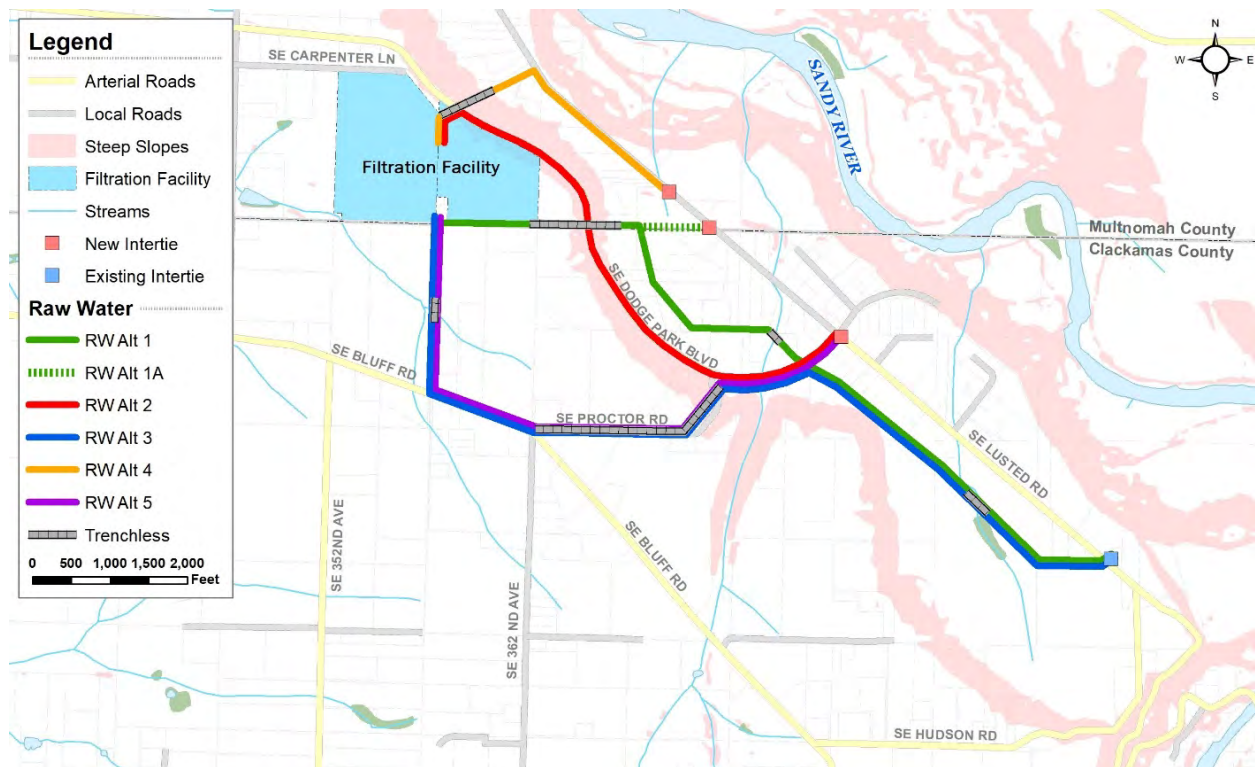 Legend
Arterial Roads
Local Roads
Steep Slopes
Filtration Facility
Streams
New Intertie
Existing Intertie
Raw Water
RW Alt 1
RW Alt 1A
RW Alt 2
RW Alt 3
RW Alt 4
RW Alt 5
Trenchless
0 500 1,000 1,500 2,000
Feet
SE CARPENTER LN
Filtration Facility
SANDY RIVER
N
W E
S
Multnomah County
Clackamas County
SE DODGE PARK BLVD
SE BLUFF RD
SE PROCTOR RD
SE LUSTED RD
SE 352ND AVE
SE 362 ND AVE
SE BLUFF RD
SE HUDSON RD